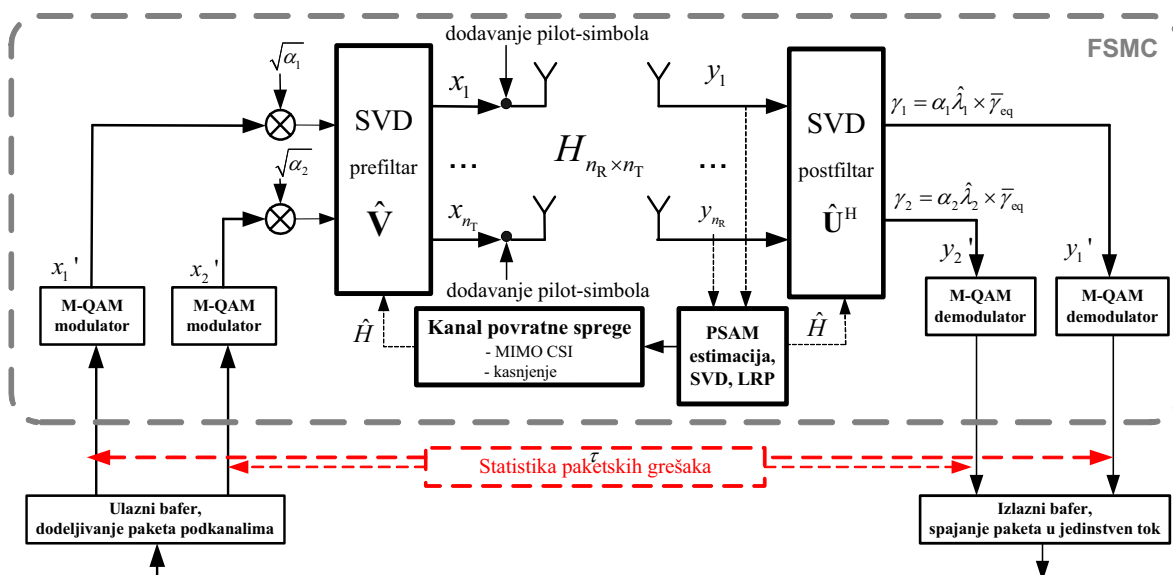 dodavanje pilot-simbola
FSMC
√α₁
x₁
y₁
γ₁ = α₁λ̂₁ × γ̄eq
SVD
prefiltar
V̂
...
H nR×nT
...
SVD
postfiltar
Û^H
√α₂
γ₂ = α₂λ̂₂ × γ̄eq
x nT
y nR
x₁'
x₂'
dodavanje pilot-simbola
y₂'
y₁'
M-QAM
modulator
M-QAM
modulator
Ĥ
Kanal povratne sprege
- MIMO CSI
- kasnjenje
PSAM
estimacija,
SVD, LRP
Ĥ
M-QAM
demodulator
M-QAM
demodulator
τ
Statistika paketskih grešaka
Ulazni bafer,
dodeljivanje paketa podkanalima
Izlazni bafer,
spajanje paketa u jedinstven tok